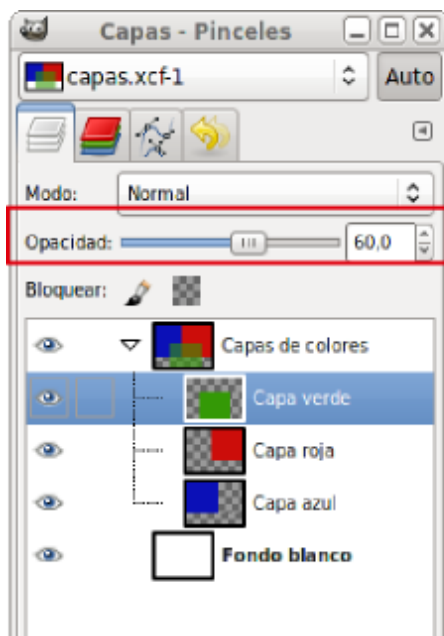 Capas - Pinceles
capas.xcf-1
Auto
Modo: Normal
Opacidad: 60,0
Bloquear:
Capas de colores
Capa verde
Capa roja
Capa azul
Fondo blanco